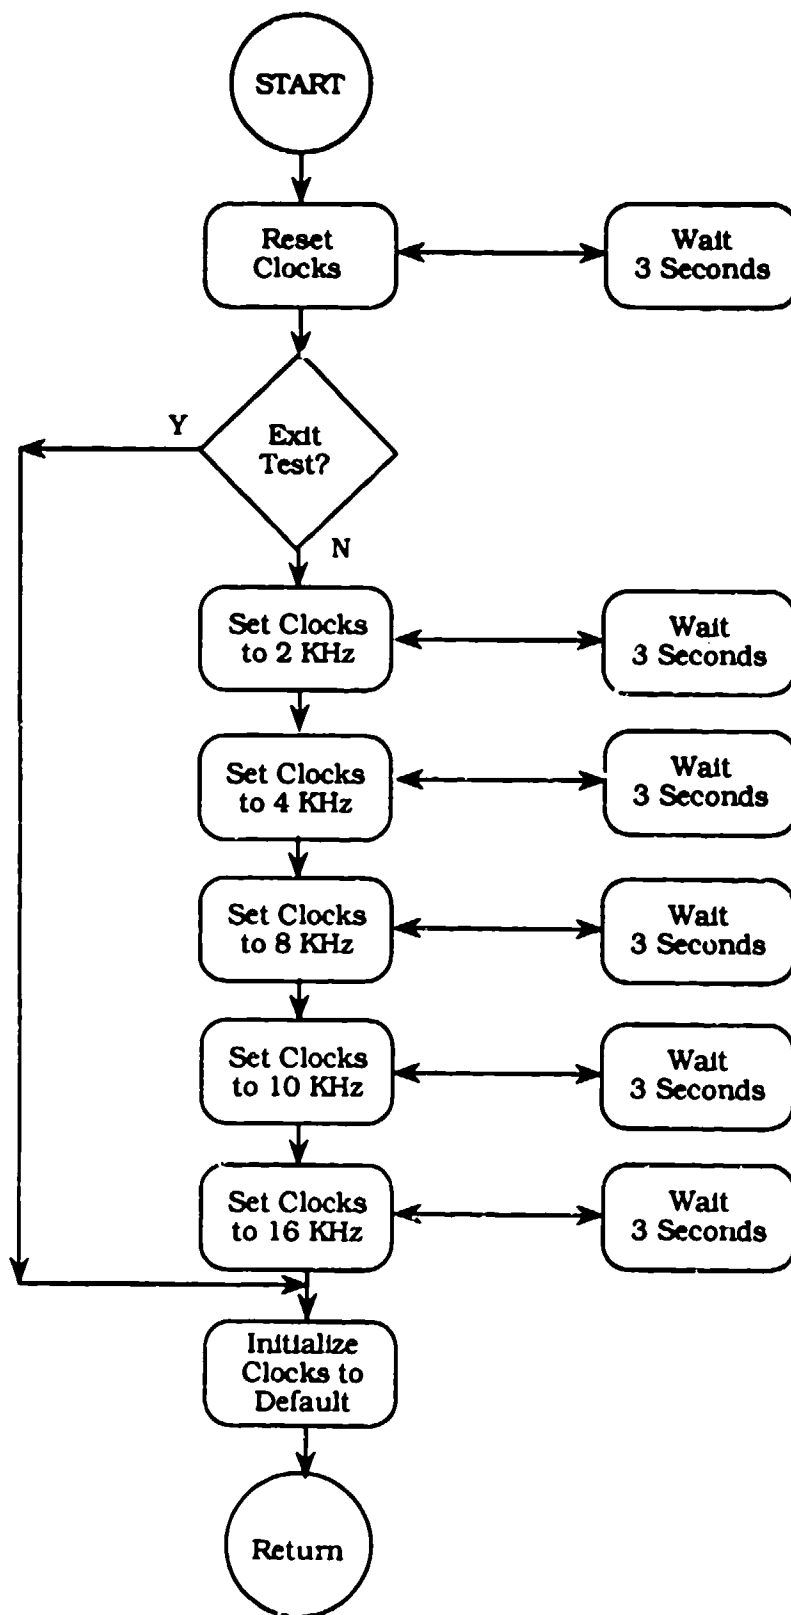 START
Reset
Clocks
Wait
3 Seconds
Y
Exit
Test?
N
Set Clocks
to 2 KHz
Wait
3 Seconds
Set Clocks
to 4 KHz
Wait
3 Seconds
Set Clocks
to 8 KHz
Wait
3 Seconds
Set Clocks
to 10 KHz
Wait
3 Seconds
Set Clocks
to 16 KHz
Wait
3 Seconds
Initialize
Clocks to
Default
Return